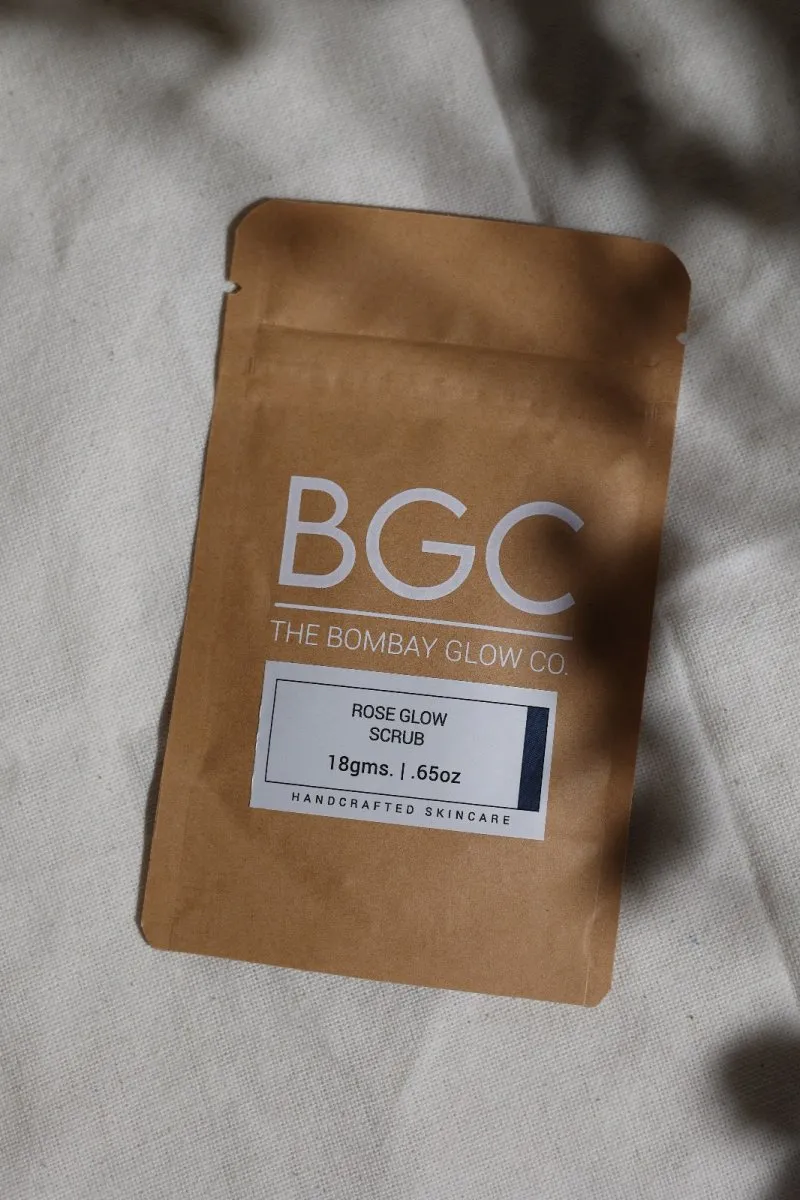 BGC
THE BOMBAY GLOW CO.
ROSE GLOW
SCRUB
18gms. | .65oz
HANDCRAFTED SKINCARE